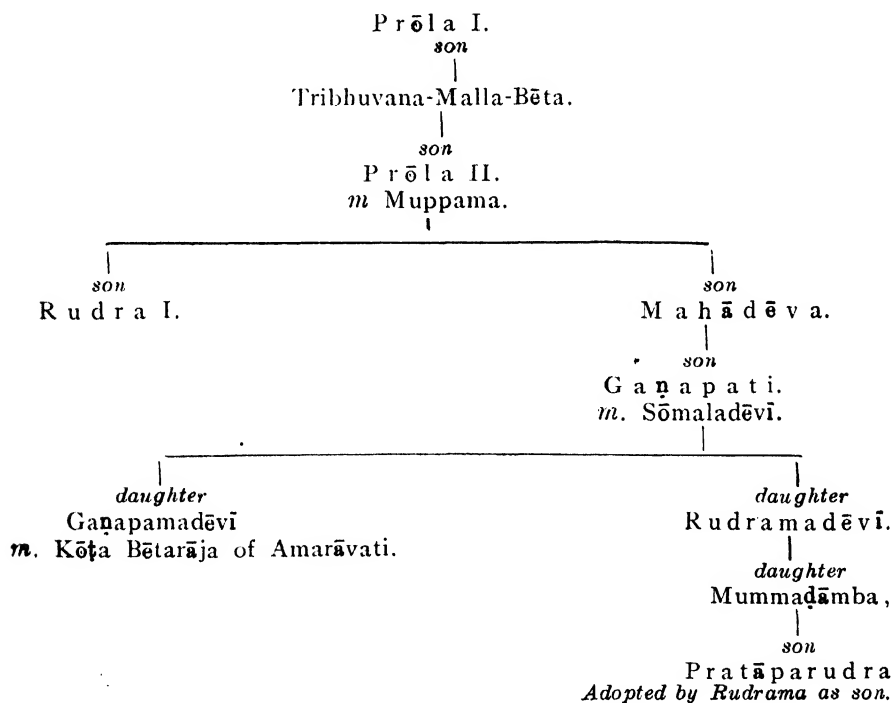 Prōla I.
son
Tribhuvana-Malla-Bēta.
son
Prōla II.
m Muppama.
son son
Rudra I. Mahādēva.
son
Gaṇapati.
m. Sōmaladēvī.
daughter daughter
Gaṇapamadēvī Rudramadēvī.
m. Kōṭa Bētarāja of Amarāvati.
daughter
Mummaḍāmba,
son
Pratāparudra
Adopted by Rudrama as son.